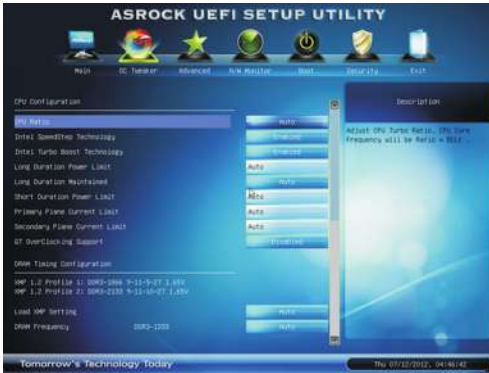 ASROCK UEFI SETUP UTILITY
Main OC Tweaker Advanced H/W Monitor Boot Security Exit
CPU Configuration
Description
CPU Ratio Auto
Adjust CPU Turbo Ratio, CPU Core
Frequency will be Ratio * BCLK .
Intel SpeedStep Technology Enabled
Intel Turbo Boost Technology Enabled
Long Duration Power Limit Auto
Long Duration Maintained Auto
Short Duration Power Limit Auto
Primary Plane Current Limit Auto
Secondary Plane Current Limit Auto
GT OverClocking Support Disabled
DRAM Timing Configuration
XMP 1.2 Profile 1: DDR3-1866 9-11-9-27 1.65V
XMP 1.2 Profile 2: DDR3-2133 9-11-10-27 1.65V
Load XMP Setting Auto
DRAM Frequency DDR3-1333 Auto
Tomorrow's Technology Today
Thu 07/12/2012, 04:46:42